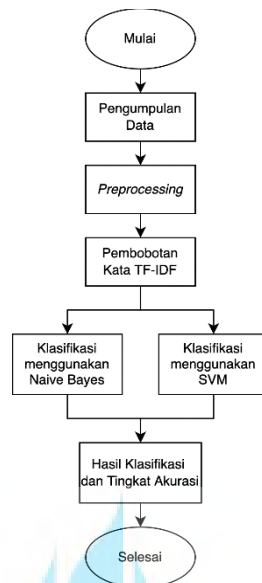 Mulai
Pengumpulan
Data
Preprocessing
Pembobotan
Kata TF-IDF
Klasifikasi
menggunakan
Naive Bayes
Klasifikasi
menggunakan
SVM
Hasil Klasifikasi
dan Tingkat Akurasi
Selesai